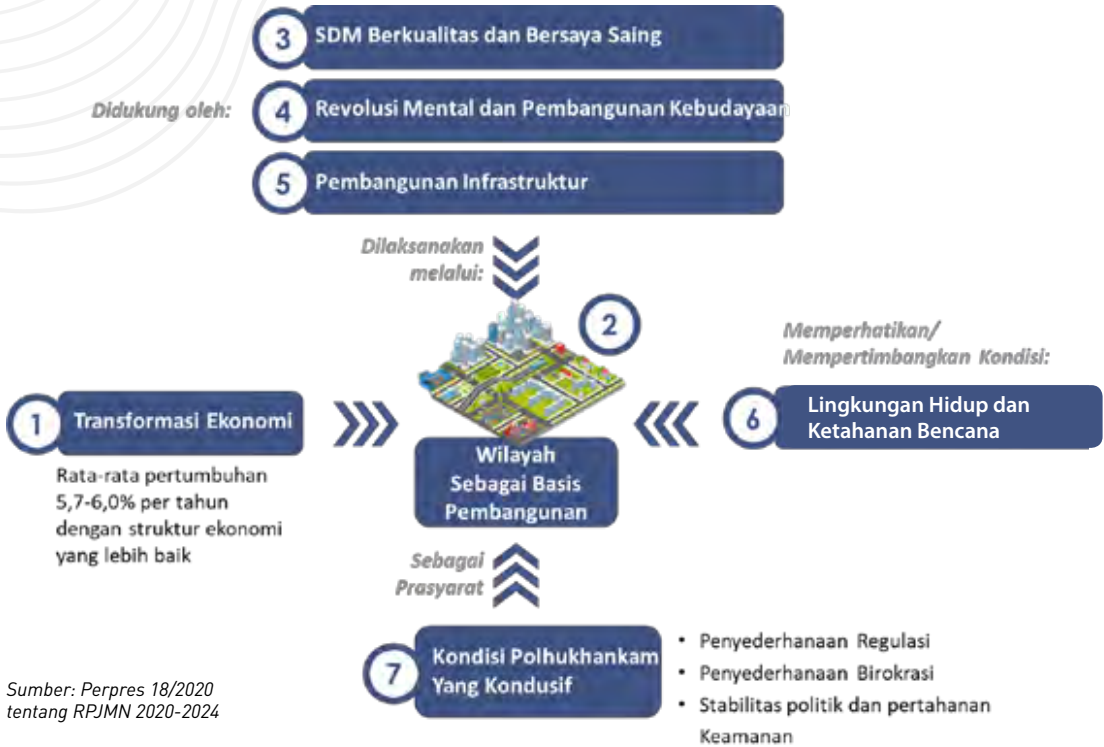 3
SDM Berkualitas dan Bersaya Saing
Didukung oleh:
4
Revolusi Mental dan Pembangunan Kebudayaan
5
Pembangunan Infrastruktur
Dilaksanakan
melalui:
2
Memperhatikan/
Mempertimbangkan Kondisi:
1
Transformasi Ekonomi
6
Lingkungan Hidup dan
Ketahanan Bencana
Rata-rata pertumbuhan
5,7-6,0% per tahun
dengan struktur ekonomi
yang lebih baik
Wilayah
Sebagai Basis
Pembangunan
Sebagai
Prasyarat
7
Kondisi Polhukhankam
Yang Kondusif
• Penyederhanaan Regulasi
• Penyederhanaan Birokrasi
• Stabilitas politik dan pertahanan
Keamanan
Sumber: Perpres 18/2020
tentang RPJMN 2020-2024